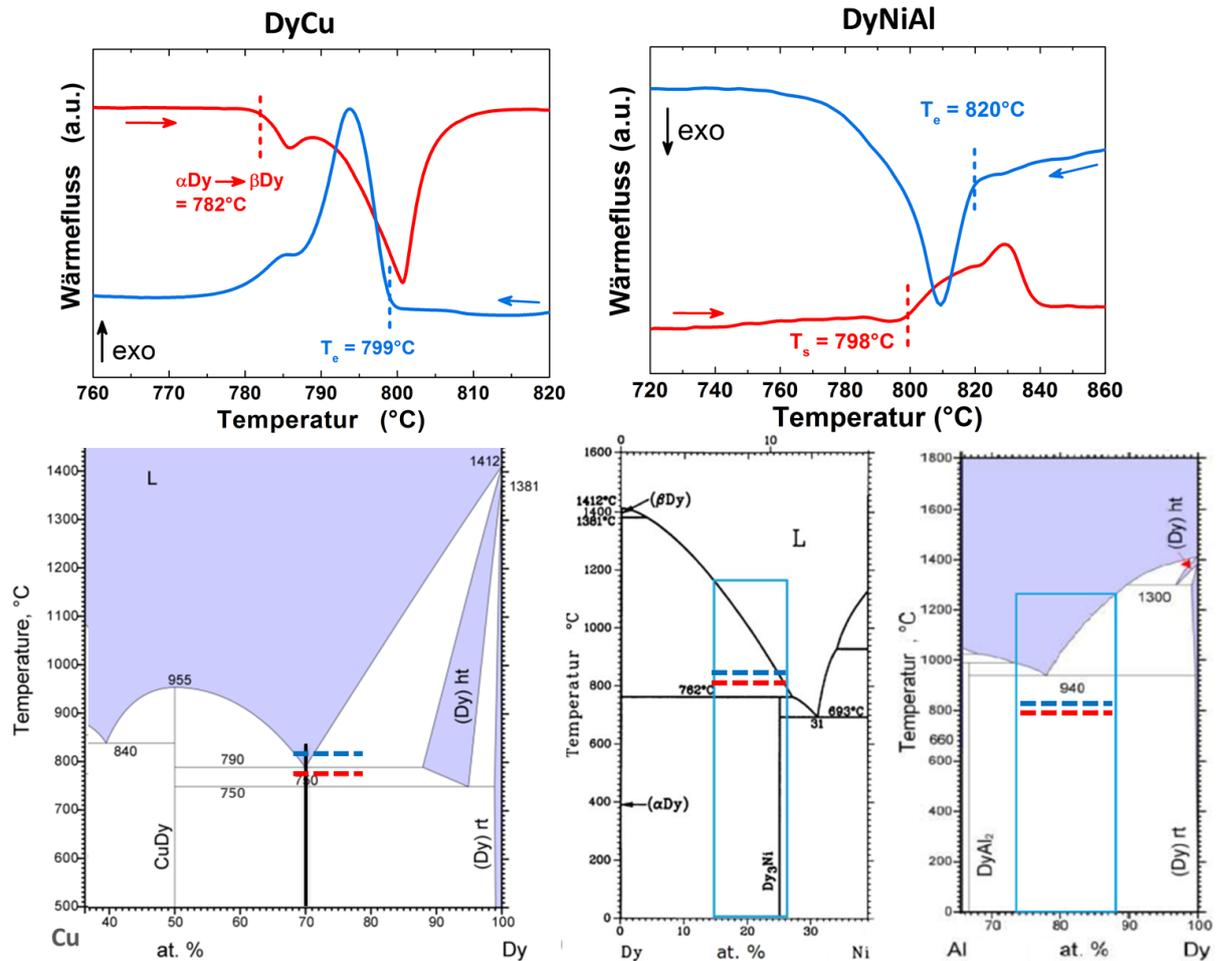 DyCu
DyNiAl
Wärmefluss (a.u.)
αDy → βDy
= 782°C
Te = 799°C
↑ exo
760 770 780 790 800 810 820
Temperatur (°C)
Wärmefluss (a.u.)
↓ exo
Te = 820°C
Ts = 798°C
720 740 760 780 800 820 840 860
Temperatur (°C)
Temperature, °C
1400
1300
1200
1100
1000
900
800
700
600
500
L
1412
1381
955
840
790
750
750
CuDy
(Dy) ht
(Dy) rt
40 50 60 70 80 90 100
Cu
at. %
Dy
0 10
Temperatur °C
1600
1412°C
1400
1381°C
1200
1000
800
600
400
200
0
(βDy)
L
762°C
693°C
31
(αDy)
Dy3Ni
0 10 20 30
Dy
at. %
Ni
Temperatur , °C
1800
1600
1400
1200
1000
800
660
600
400
200
0
(Dy) ht
1300
940
DyAl2
(Dy) rt
70 80 90 100
Al
at. %
Dy